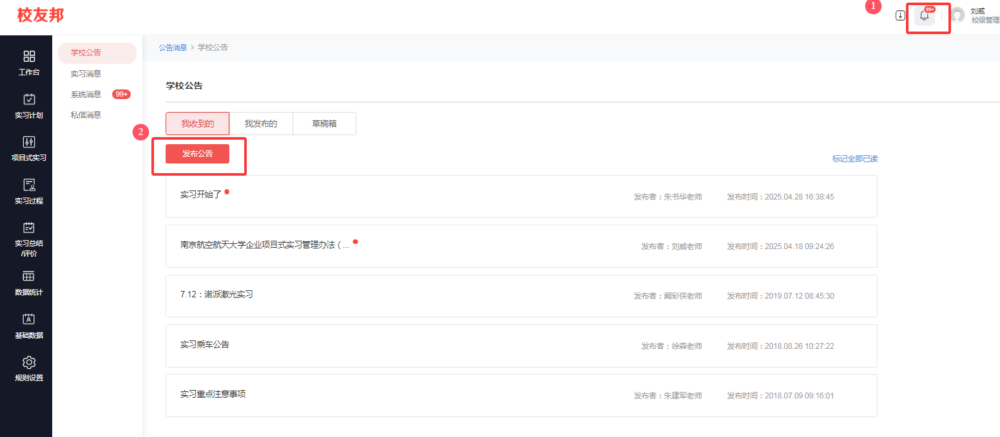 校友邦
1
99+
刘威
校级管理
工作台
实习计划
项目式实习
实习过程
实习总结
/评价
数据统计
基础数据
规则设置
学校公告
实习消息
系统消息 99+
私信消息
公告消息 > 学校公告
学校公告
我收到的 我发布的 草稿箱
2
发布公告
标记全部已读
实习开始了 发布者：朱书华老师 发布时间：2025.04.28 16:38:45
南京航空航天大学企业项目式实习管理办法（... 发布者：刘威老师 发布时间：2025.04.18 09:24:26
7.12：诺派激光实习 发布者：阚彩侠老师 发布时间：2019.07.12 08:45:30
实习乘车公告 发布者：徐森老师 发布时间：2018.08.26 10:27:22
实习重点注意事项 发布者：朱建军老师 发布时间：2018.07.09 09:16:01